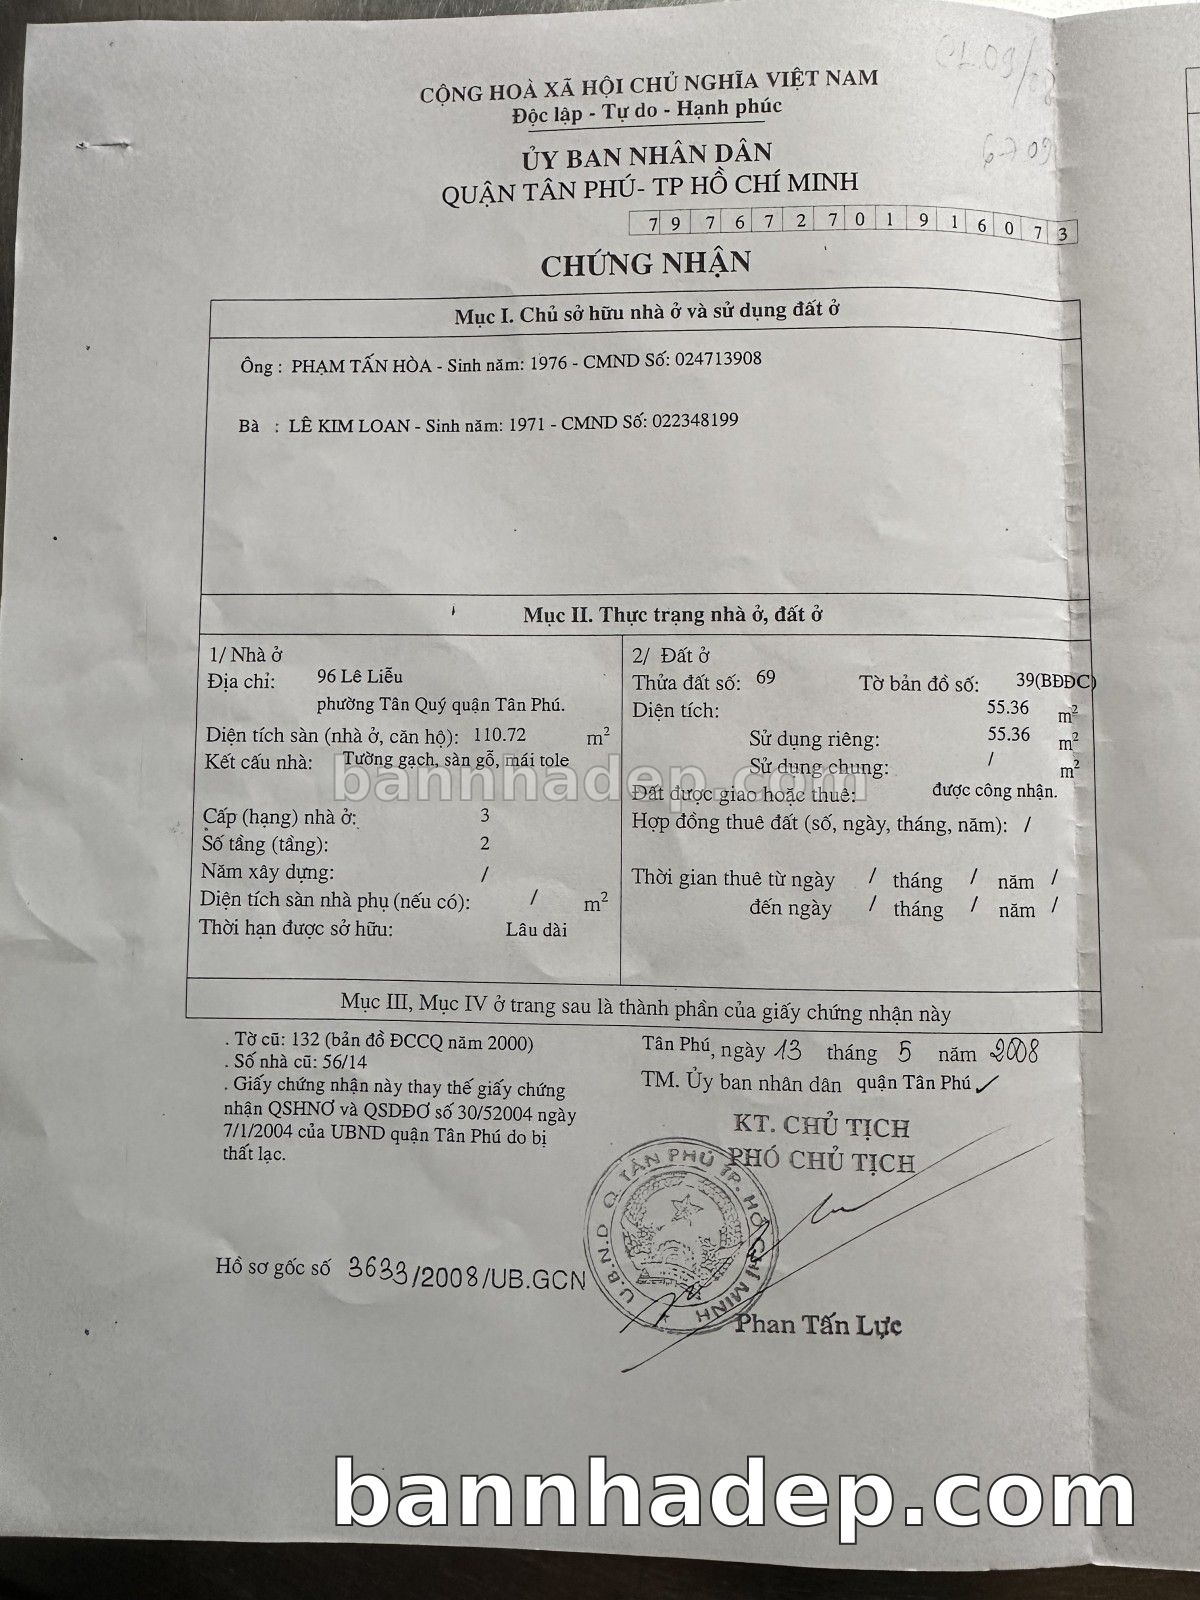 CỘNG HOÀ XÃ HỘI CHỦ NGHĨA VIỆT NAM
Độc lập - Tự do - Hạnh phúc
ỦY BAN NHÂN DÂN
QUẬN TÂN PHÚ- TP HỒ CHÍ MINH
7 9 7 6 7 2 7 0 1 9 1 6 0 7 3
CHỨNG NHẬN
Mục I. Chủ sở hữu nhà ở và sử dụng đất ở
Ông : PHẠM TẤN HÒA - Sinh năm: 1976 - CMND Số: 024713908
Bà : LÊ KIM LOAN - Sinh năm: 1971 - CMND Số: 022348199
Mục II. Thực trạng nhà ở, đất ở
1/ Nhà ở
Địa chỉ: 96 Lê Liễu
phường Tân Quý quận Tân Phú.
Diện tích sàn (nhà ở, căn hộ): 110.72 m²
Kết cấu nhà: Tường gạch, sàn gỗ, mái tole
Cấp (hạng) nhà ở: 3
Số tầng (tầng): 2
Năm xây dựng: /
Diện tích sàn nhà phụ (nếu có): / m²
Thời hạn được sở hữu: Lâu dài
2/ Đất ở
Thửa đất số: 69 Tờ bản đồ số: 39(BĐĐC)
Diện tích: 55.36 m²
Sử dụng riêng: 55.36 m²
Sử dụng chung: / m²
Đất được giao hoặc thuê: được công nhận.
Hợp đồng thuê đất (số, ngày, tháng, năm): /
Thời gian thuê từ ngày / tháng / năm /
đến ngày / tháng / năm /
bannhadep.com
Mục III, Mục IV ở trang sau là thành phần của giấy chứng nhận này
. Tờ cũ: 132 (bản đồ ĐCCQ năm 2000)
. Số nhà cũ: 56/14
. Giấy chứng nhận này thay thế giấy chứng
nhận QSHNƠ và QSDĐƠ số 30/52004 ngày
7/1/2004 của UBND quận Tân Phú do bị
thất lạc.
Hồ sơ gốc số 3633/2008/UB.GCN
Tân Phú, ngày 13 tháng 5 năm 2008
TM. Ủy ban nhân dân quận Tân Phú
KT. CHỦ TỊCH
PHÓ CHỦ TỊCH
U.B.N.D Q. TÂN PHÚ TP. HỒ CHÍ MINH
Phan Tấn Lực
bannhadep.com